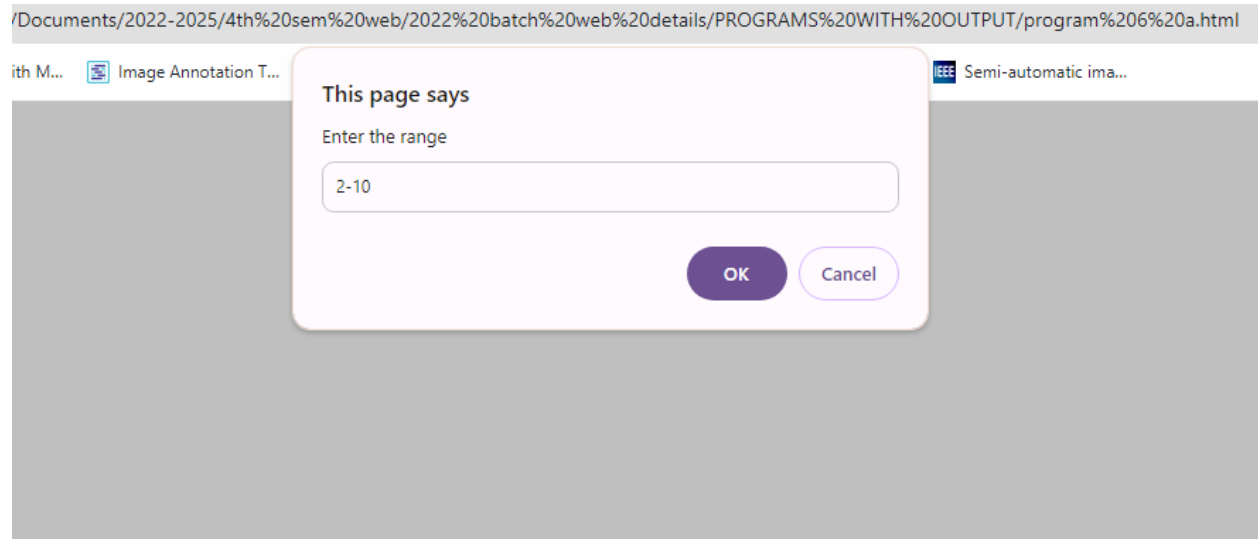 /Documents/2022-2025/4th%20sem%20web/2022%20batch%20web%20details/PROGRAMS%20WITH%20OUTPUT/program%206%20a.html
ith M... Image Annotation T... IEEE Semi-automatic ima...
This page says
Enter the range
2-10
OK Cancel